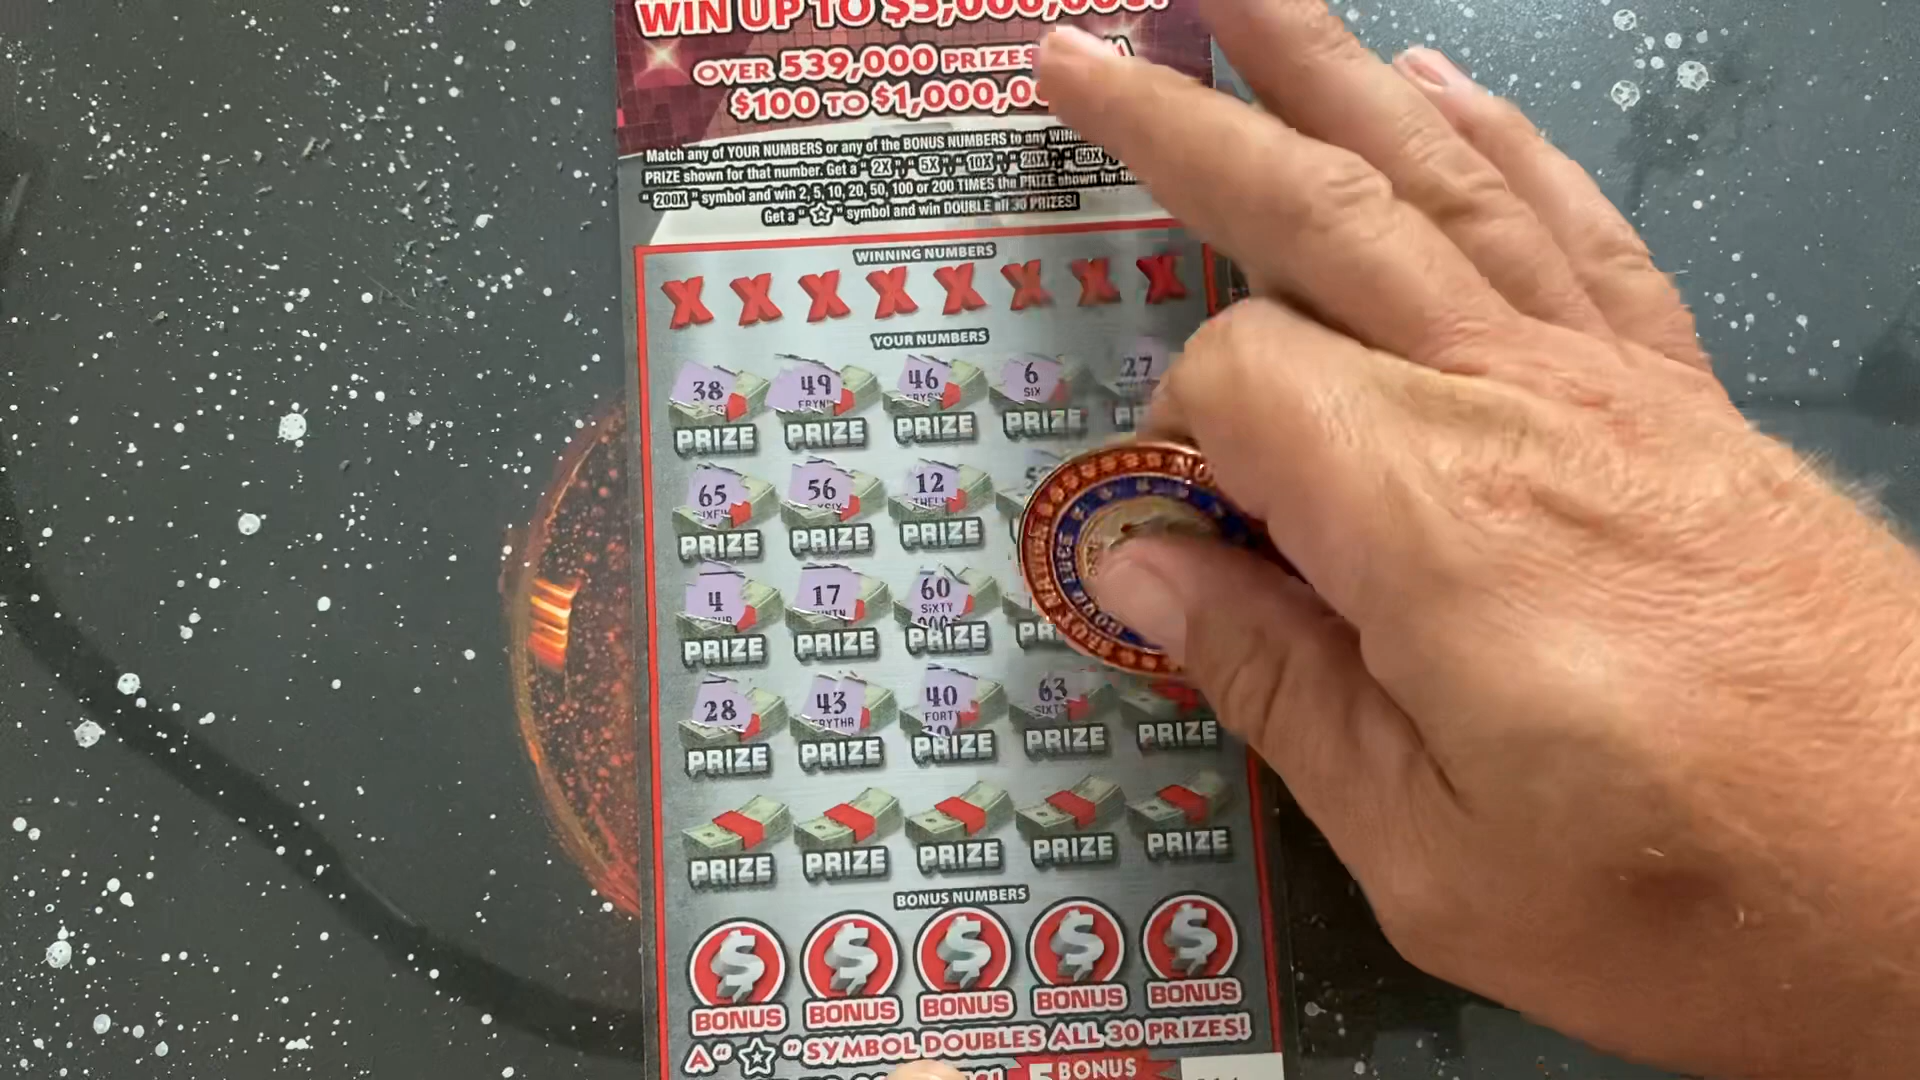 WIN UP TO $5,000,000!
OVER 539,000 PRIZES
$100 TO $1,000,0
Match any of YOUR NUMBERS or any of the BONUS NUMBERS to any
PRIZE shown for that number. Get a " 2X ", " 5X ", " 10X ", " 20X ", " 50X
" 200X " symbol and win 2, 5, 10, 20, 50, 100 or 200 TIMES the PRIZE shown for
Get a " " symbol and win DOUBLE all 30 PRIZES!
WINNING NUMBERS
X X X X X X X X
YOUR NUMBERS
38 49 46 6 27
SIX
PRIZE PRIZE PRIZE PRIZE
65 56 12
PRIZE PRIZE PRIZE
4 17 60
SIXTY
PRIZE PRIZE PRIZE
28 43 40 63
FORTY
PRIZE PRIZE PRIZE PRIZE PRIZE
PRIZE PRIZE PRIZE PRIZE PRIZE
BONUS NUMBERS
$ $ $ $ $
BONUS BONUS BONUS BONUS BONUS
A " " SYMBOL DOUBLES ALL 30 PRIZES!
5 BONUS